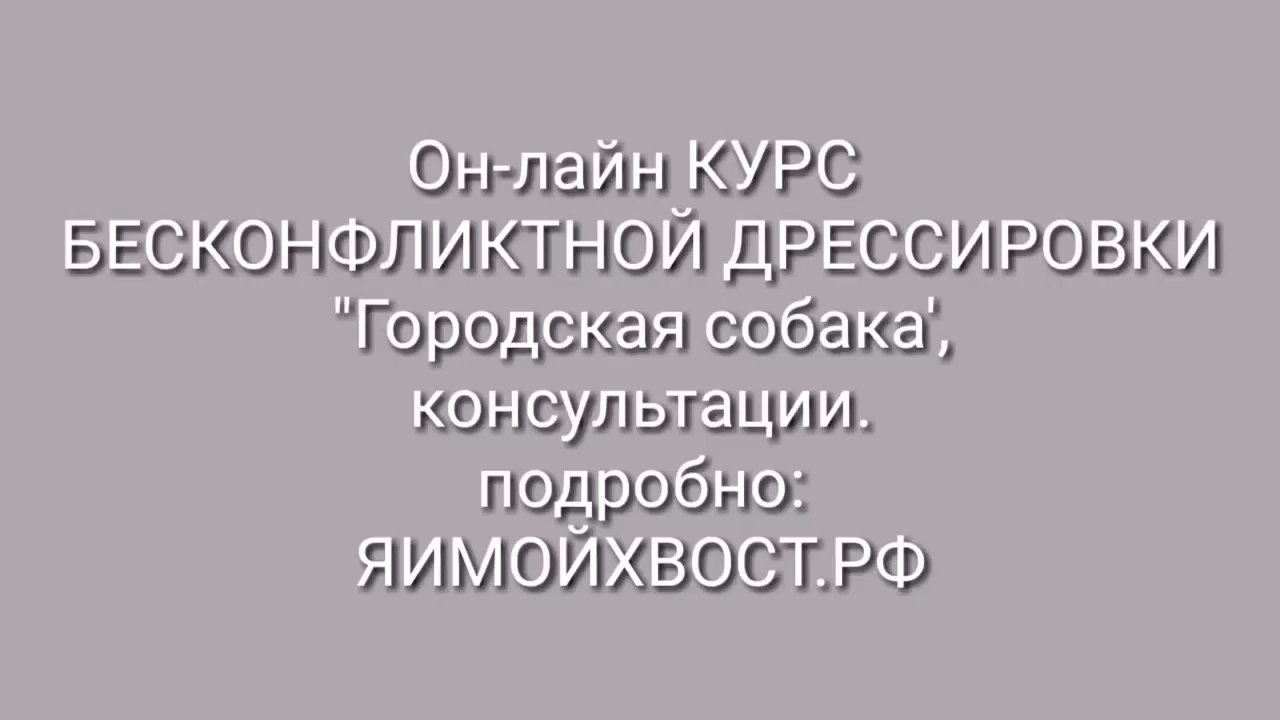 Он-лайн КУРС
БЕСКОНФЛИКТНОЙ ДРЕССИРОВКИ
"Городская собака',
консультации.
подробно:
ЯИМОЙХВОСТ.РФ